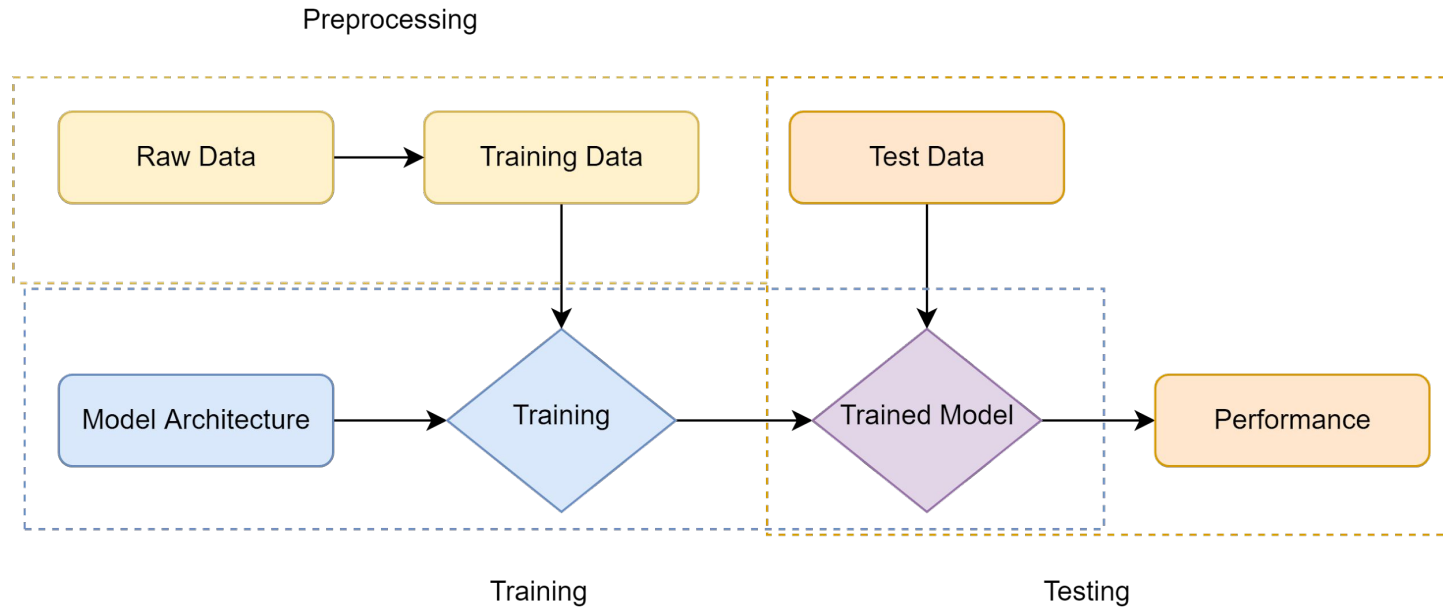 Preprocessing
Raw Data
Training Data
Test Data
Model Architecture
Training
Trained Model
Performance
Training
Testing